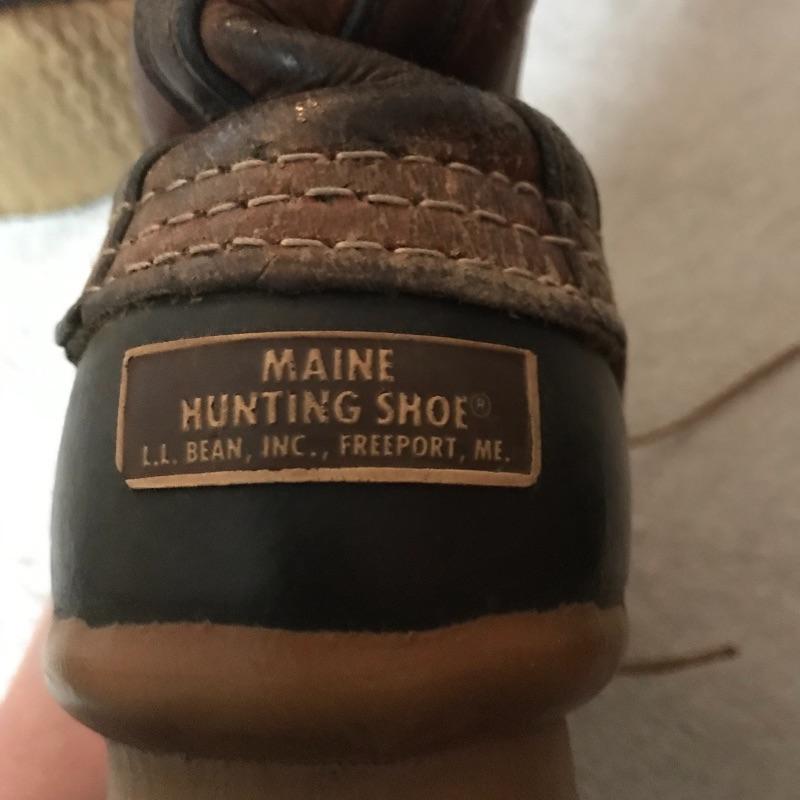 MAINE
HUNTING SHOE®
L.L. BEAN, INC., FREEPORT, ME.